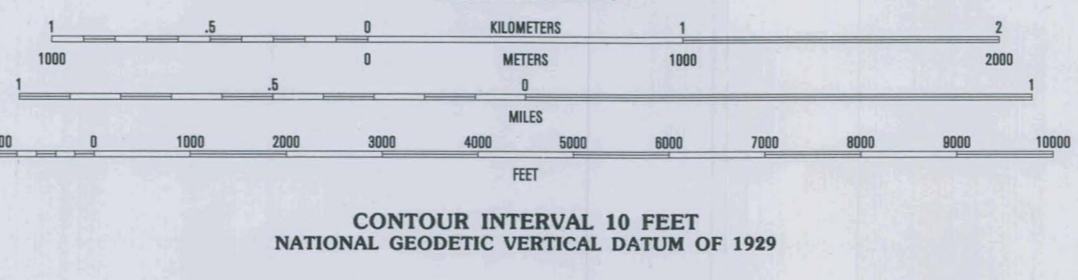 1 .5 0 KILOMETERS 1 2
1000 0 METERS 1000 2000
1 .5 0 1
MILES
0 1000 2000 3000 4000 5000 6000 7000 8000 9000 10000
FEET
CONTOUR INTERVAL 10 FEET
NATIONAL GEODETIC VERTICAL DATUM OF 1929